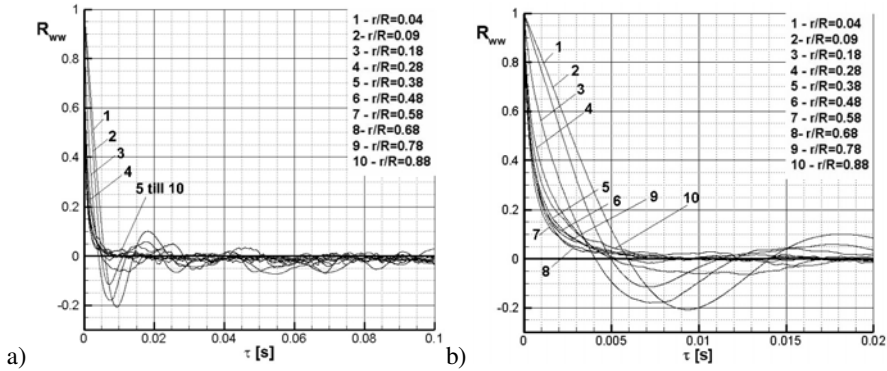 R_ww
1 - r/R=0.04
2- r/R=0.09
3 - r/R=0.18
4 - r/R=0.28
5 - r/R=0.38
6 - r/R=0.48
7 - r/R=0.58
8- r/R=0.68
9 - r/R=0.78
10 - r/R=0.88
1
0.8
0.6
0.4
0.2
0
-0.2
1
2
3
4
5 till 10
0 0.02 0.04 0.06 0.08 0.1
τ [s]
a)
R_ww
1 - r/R=0.04
2- r/R=0.09
3 - r/R=0.18
4 - r/R=0.28
5 - r/R=0.38
6 - r/R=0.48
7 - r/R=0.58
8- r/R=0.68
9 - r/R=0.78
10 - r/R=0.88
1
0.8
0.6
0.4
0.2
0
-0.2
1
2
3
4
5
6
9
10
7
8
0 0.005 0.01 0.015 0.02
τ [s]
b)